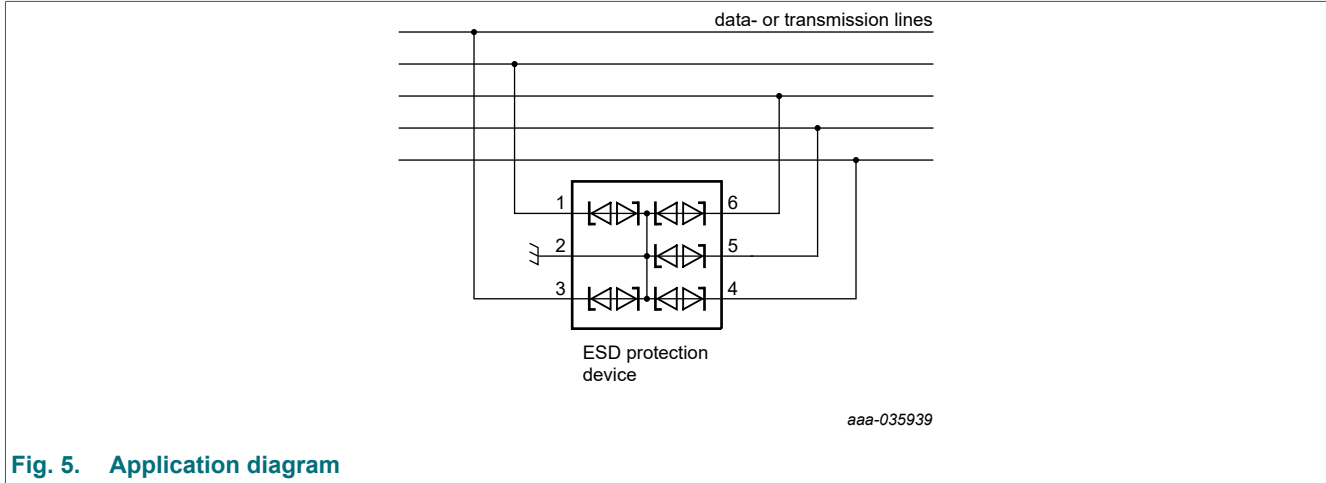 data- or transmission lines
1
6
2
5
3
4
ESD protection
device
aaa-035939
Fig. 5. Application diagram